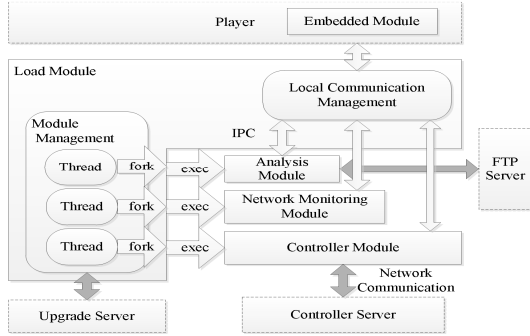 Player
Embedded Module
Load Module
Local Communication
Management
Module
Management
IPC
Thread
fork
exec
Analysis
Module
FTP
Server
Thread
fork
exec
Network Monitoring
Module
Thread
fork
exec
Controller Module
Network
Communication
Upgrade Server
Controller Server